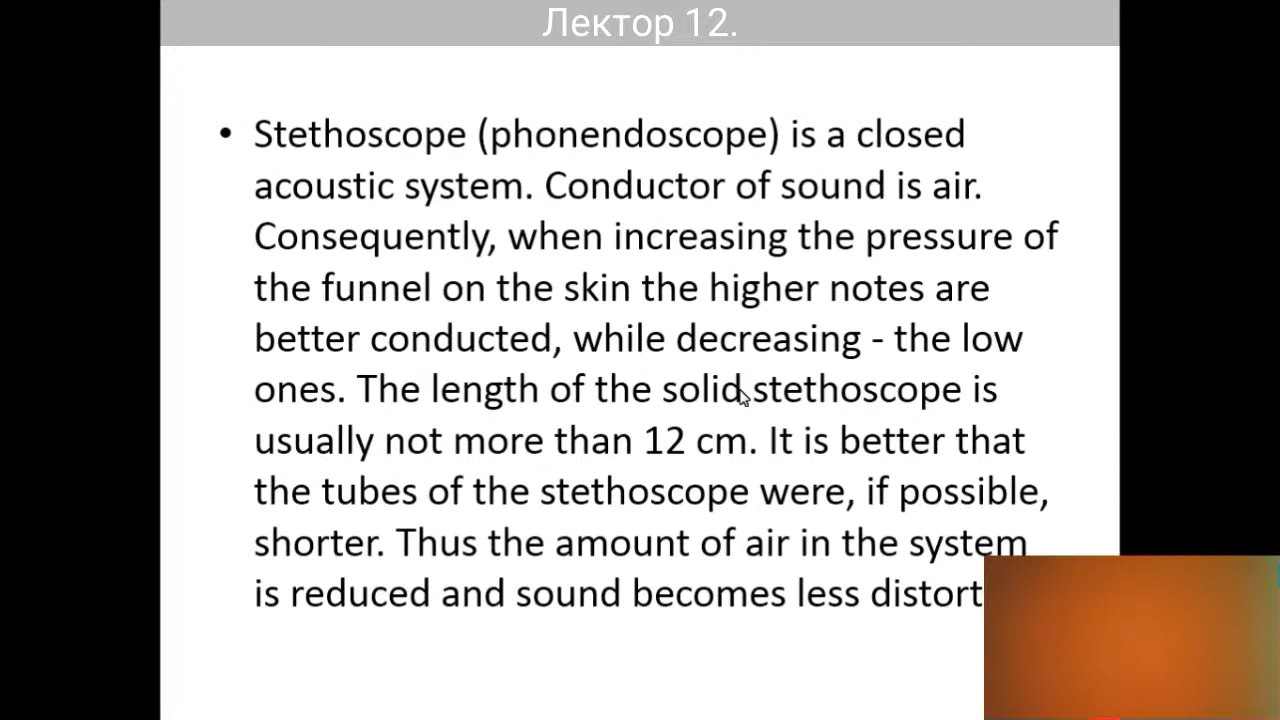 Лектор 12.
• Stethoscope (phonendoscope) is a closed
acoustic system. Conductor of sound is air.
Consequently, when increasing the pressure of
the funnel on the skin the higher notes are
better conducted, while decreasing - the low
ones. The length of the solid stethoscope is
usually not more than 12 cm. It is better that
the tubes of the stethoscope were, if possible,
shorter. Thus the amount of air in the system
is reduced and sound becomes less